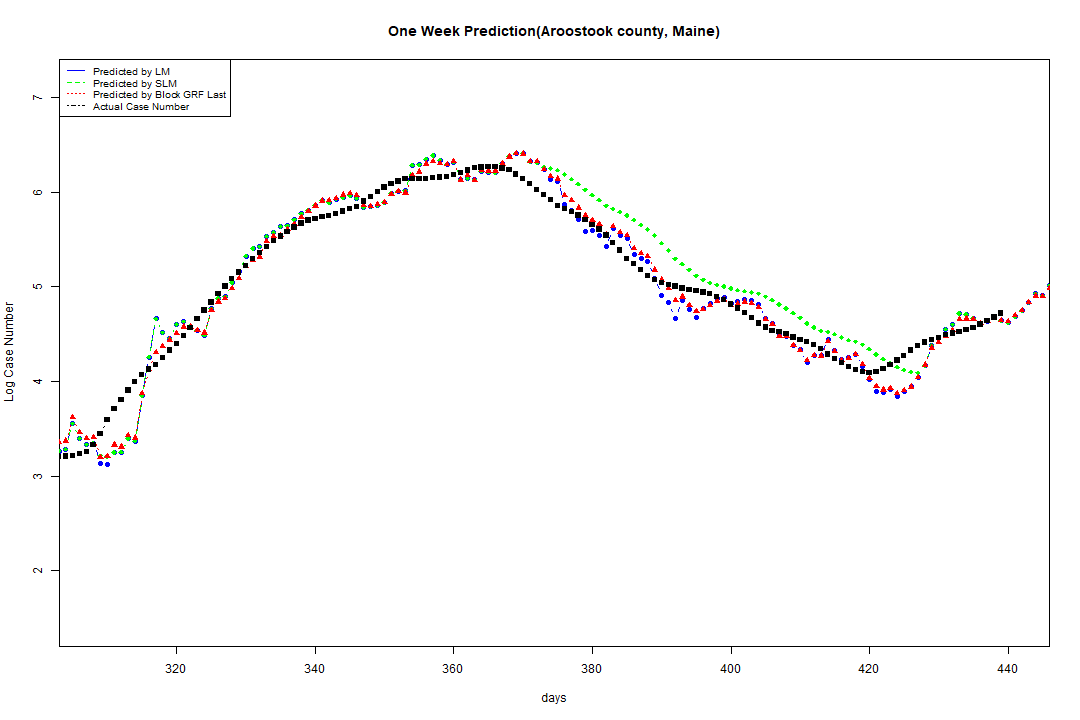 One Week Prediction(Aroostook county, Maine)
Predicted by LM
Predicted by SLM
Predicted by Block GRF Last
Actual Case Number
7
6
5
4
3
2
Log Case Number
320 340 360 380 400 420 440
days